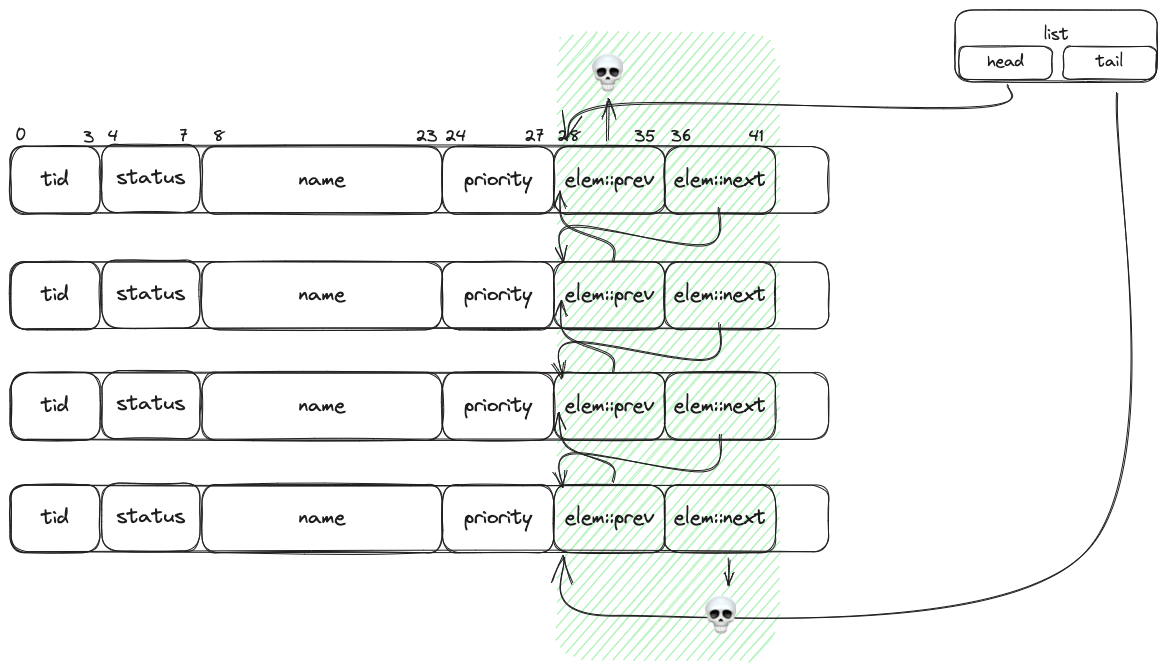 list
head tail
0 3 4 7 8 23 24 27 28 35 36 41
tid status name priority elem::prev elem::next
tid status name priority elem::prev elem::next
tid status name priority elem::prev elem::next
tid status name priority elem::prev elem::next